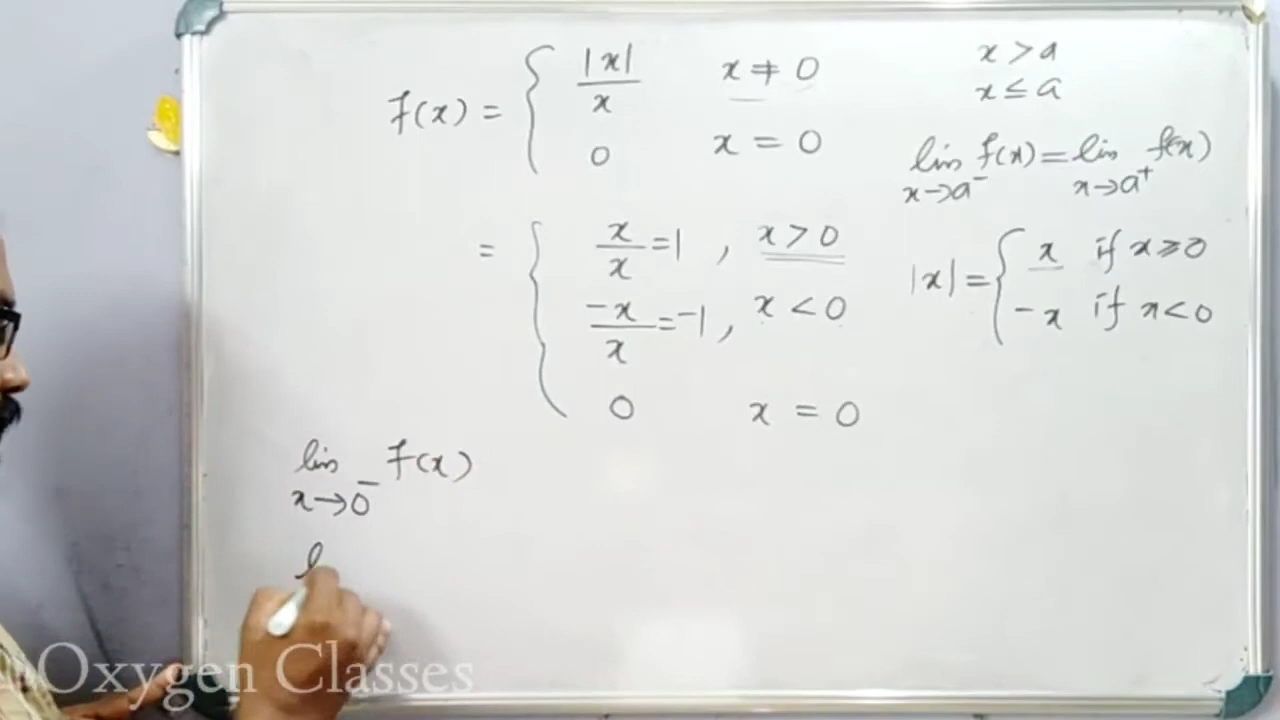 f(x) = { |x|/x x ≠ 0
0 x = 0
= { x/x = 1 , x > 0
-x/x = -1 , x < 0
0 x = 0
lim x→0⁻ f(x)
l
x > a
x ≤ a
lim x→a⁻ f(x) = lim x→a⁺ f(x)
|x| = { x if x ≥ 0
-x if x < 0
Oxygen Classes